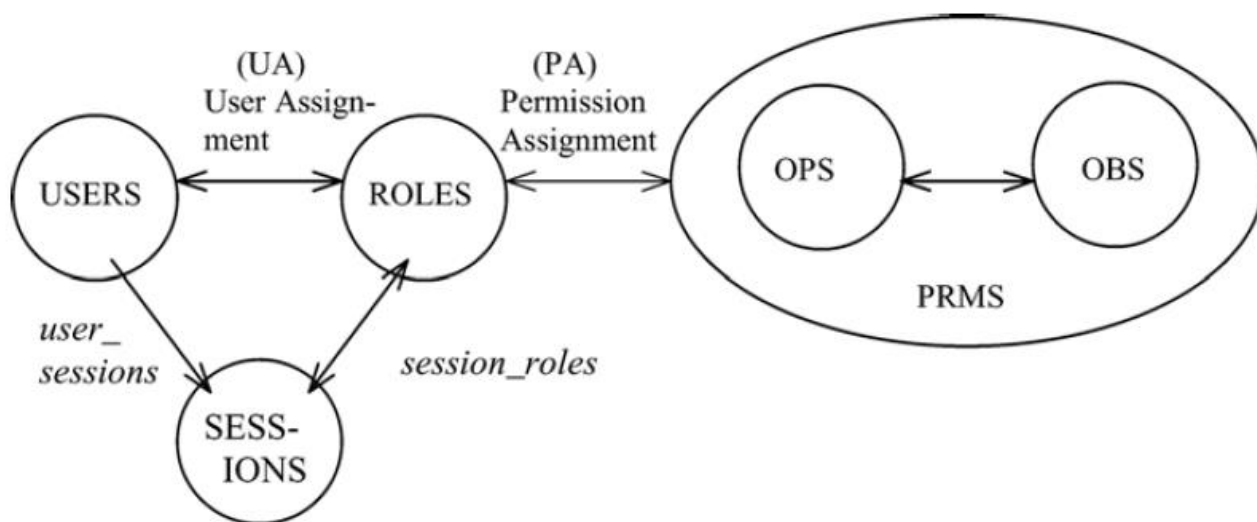 (UA)
User Assign-
ment
(PA)
Permission
Assignment
USERS
ROLES
OPS
OBS
PRMS
user_
sessions
session_roles
SESS-
IONS